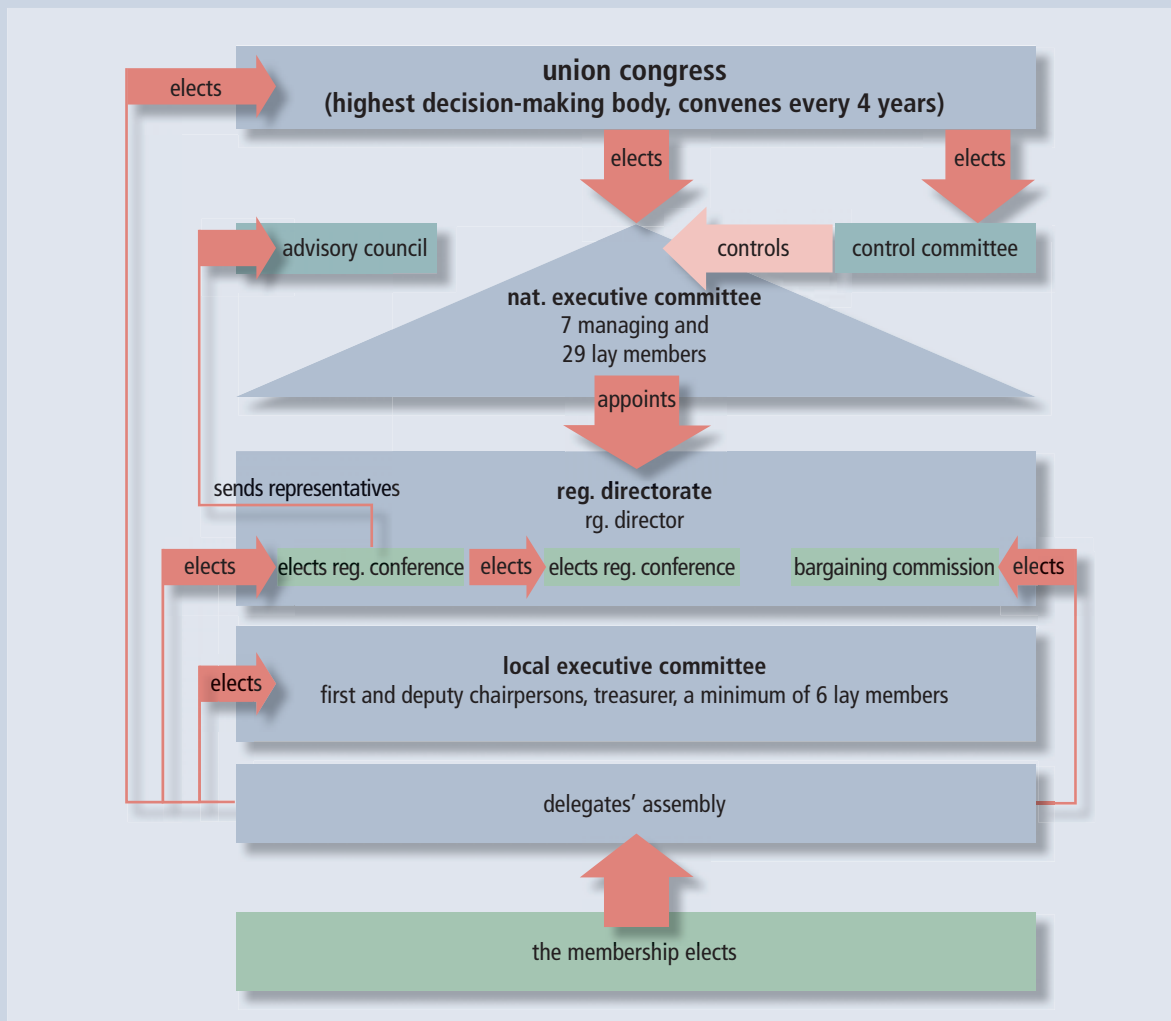 union congress
(highest decision-making body, convenes every 4 years)
elects
elects
elects
advisory council
controls
control committee
nat. executive committee
7 managing and
29 lay members
appoints
sends representatives
reg. directorate
rg. director
elects
elects reg. conference
elects
elects reg. conference
bargaining commission
elects
local executive committee
elects
first and deputy chairpersons, treasurer, a minimum of 6 lay members
delegates’ assembly
the membership elects